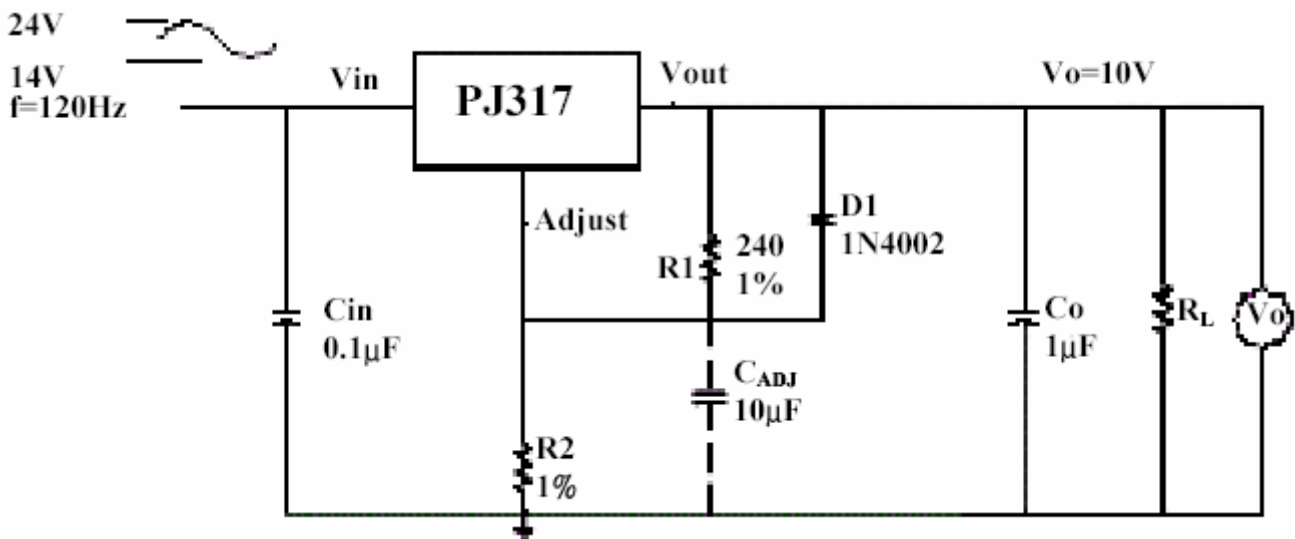 24V
14V
f=120Hz
Vin
PJ317
Vout
Vo=10V
Adjust
R1
240
1%
D1
1N4002
Cin
0.1µF
CADJ
10µF
R2
1%
Co
1µF
RL
Vo